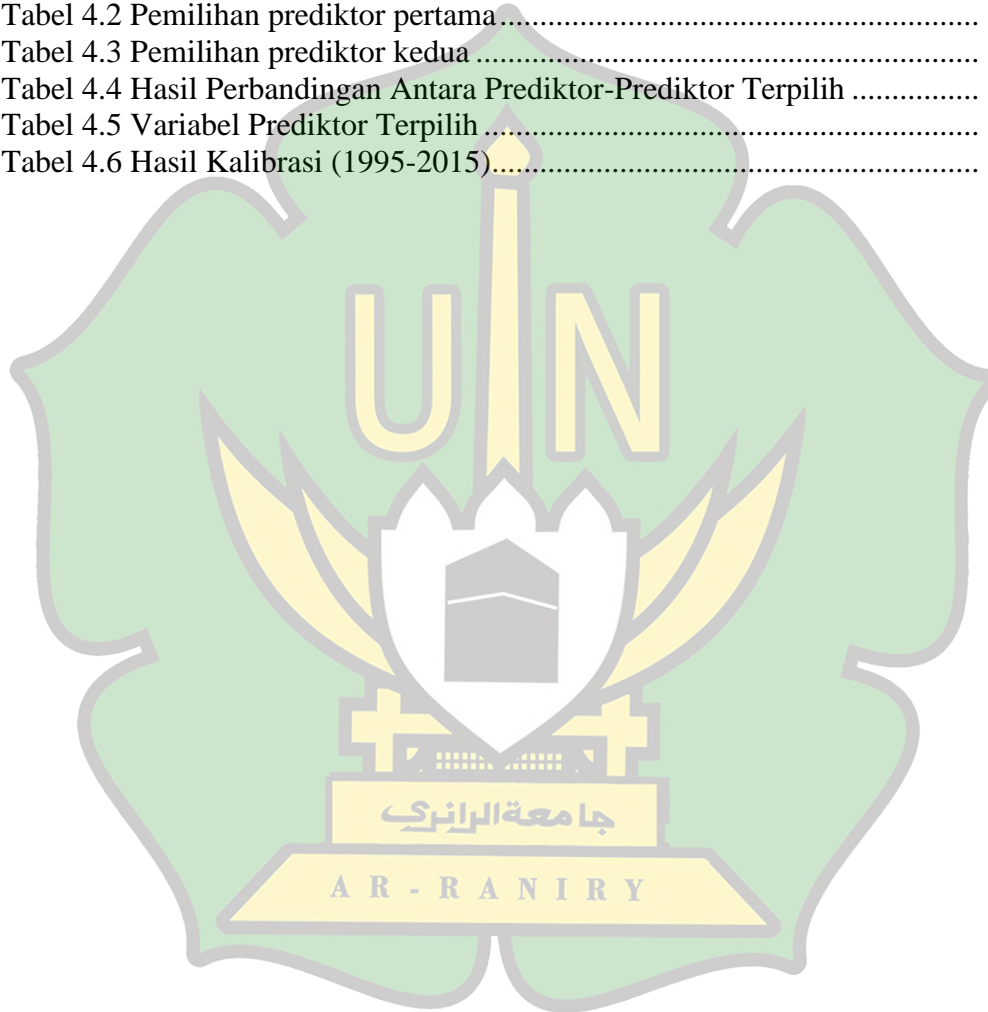 Tabel 4.2 Pemilihan prediktor pertama..........................................................
Tabel 4.3 Pemilihan prediktor kedua .............................................................
Tabel 4.4 Hasil Perbandingan Antara Prediktor-Prediktor Terpilih ................
Tabel 4.5 Variabel Prediktor Terpilih ............................................................
Tabel 4.6 Hasil Kalibrasi (1995-2015)...........................................................
U N
جامعة الرانري
AR-RANIRY